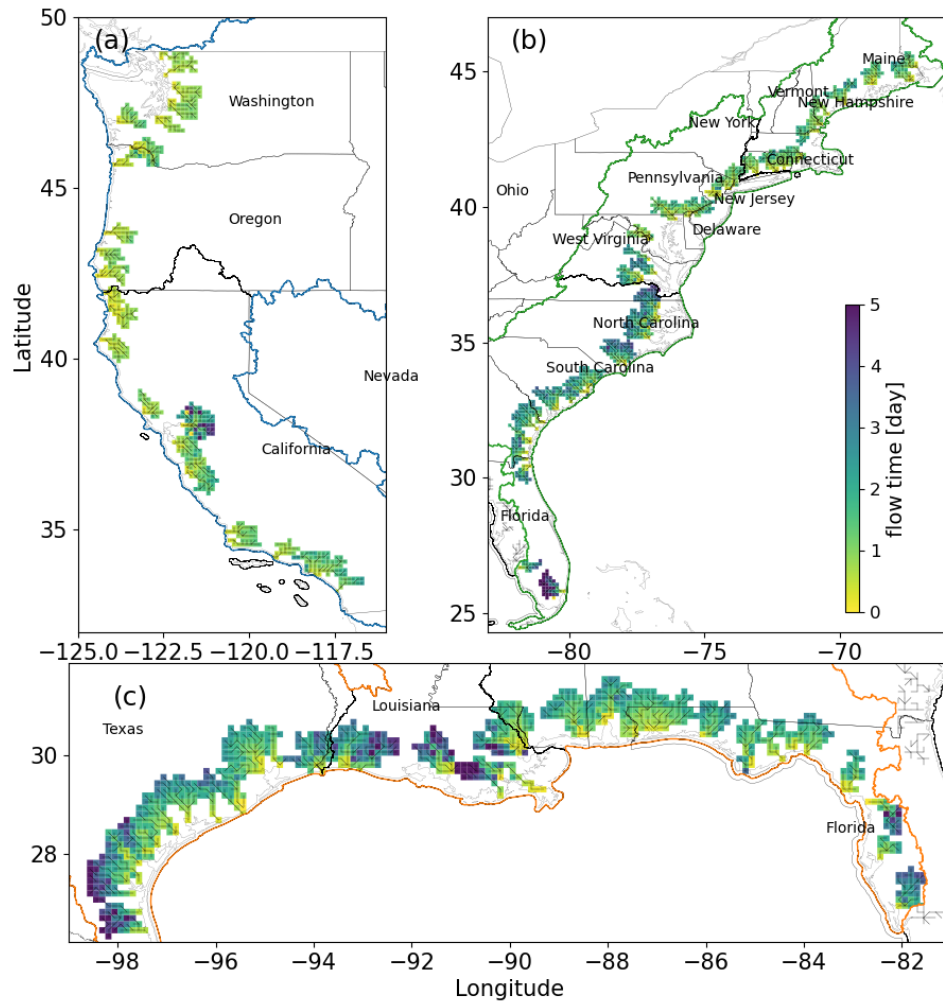 50
(a)
Washington
45
Oregon
40
Nevada
California
35
Latitude
−125.0
−122.5
−120.0
−117.5
(b)
45
Maine
Vermont
New Hampshire
New York
Connecticut
Pennsylvania
New Jersey
Ohio
40
Delaware
West Virginia
North Carolina
35
South Carolina
30
Florida
25
−80
−75
−70
5
4
3
2
1
0
flow time [day]
(c)
Texas
Louisiana
30
28
Florida
−98
−96
−94
−92
−90
−88
−86
−84
−82
Longitude